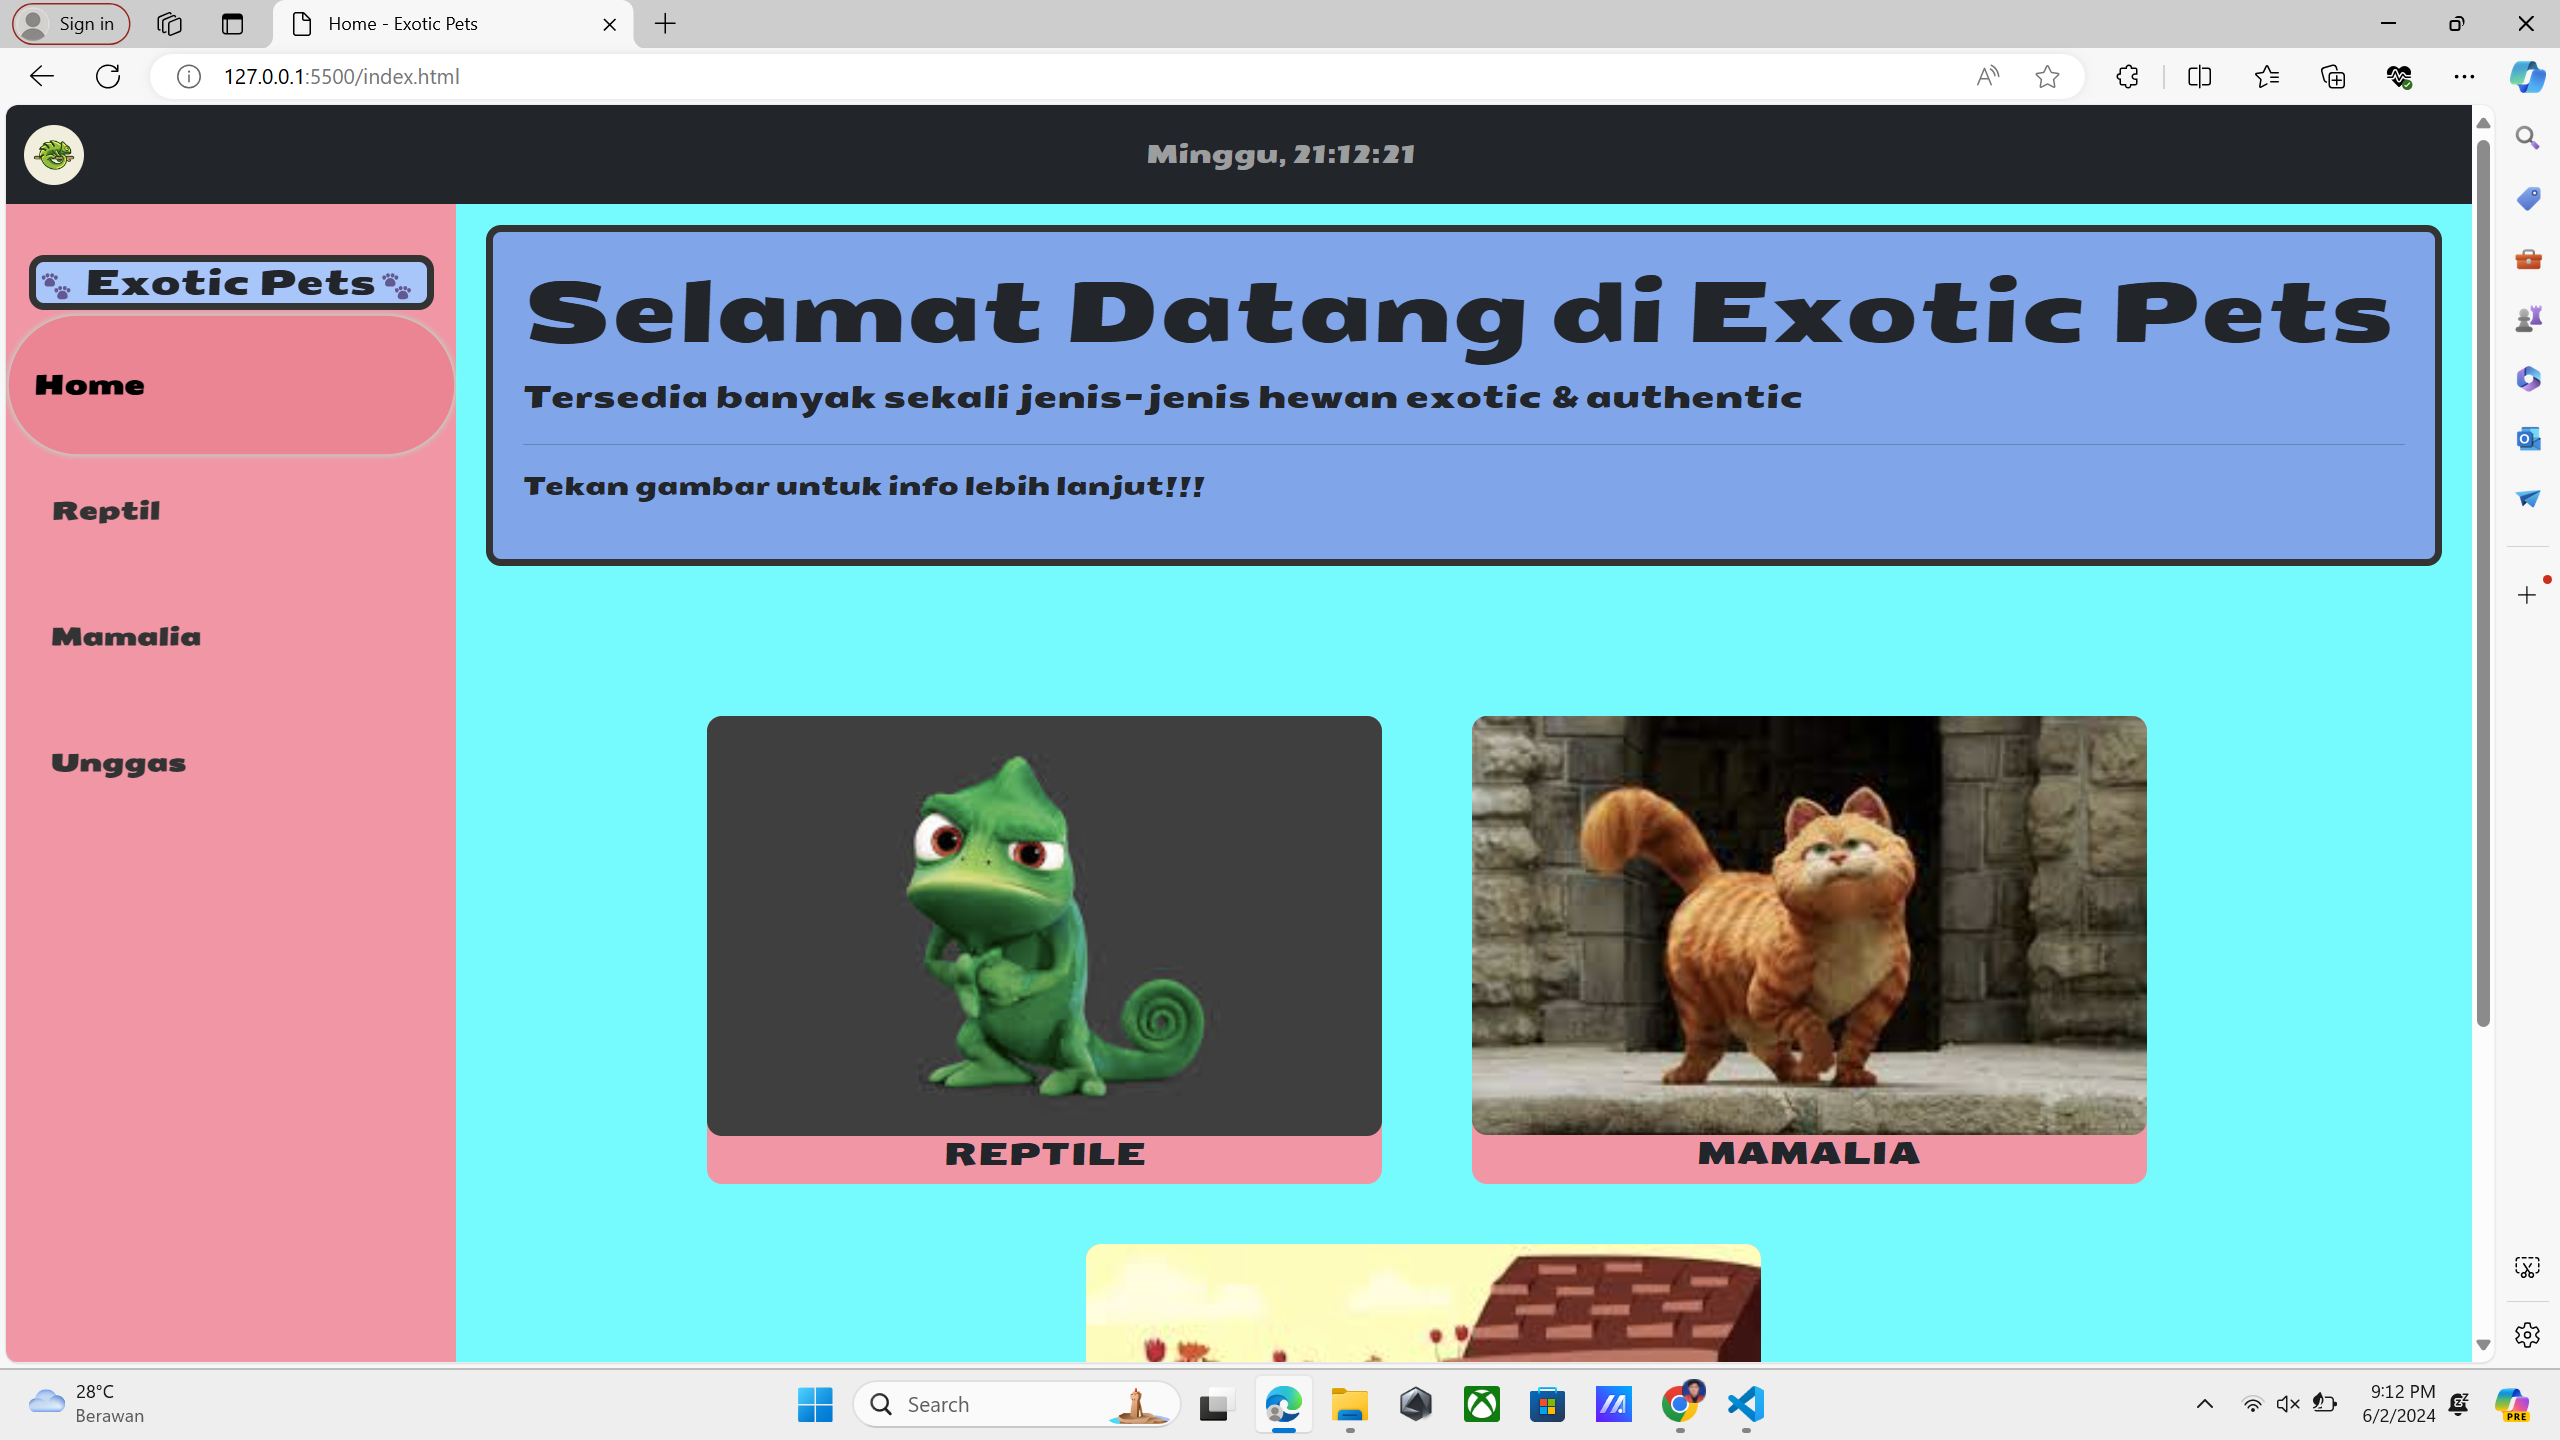 Sign in
Home - Exotic Pets
127.0.0.1:5500/index.html
Minggu, 21:12:21
Exotic Pets
Home
Reptil
Mamalia
Unggas
Selamat Datang di Exotic Pets
Tersedia banyak sekali jenis-jenis hewan exotic & authentic
Tekan gambar untuk info lebih lanjut!!!
REPTILE
MAMALIA
28°C
Berawan
Search
9:12 PM
6/2/2024
PRE